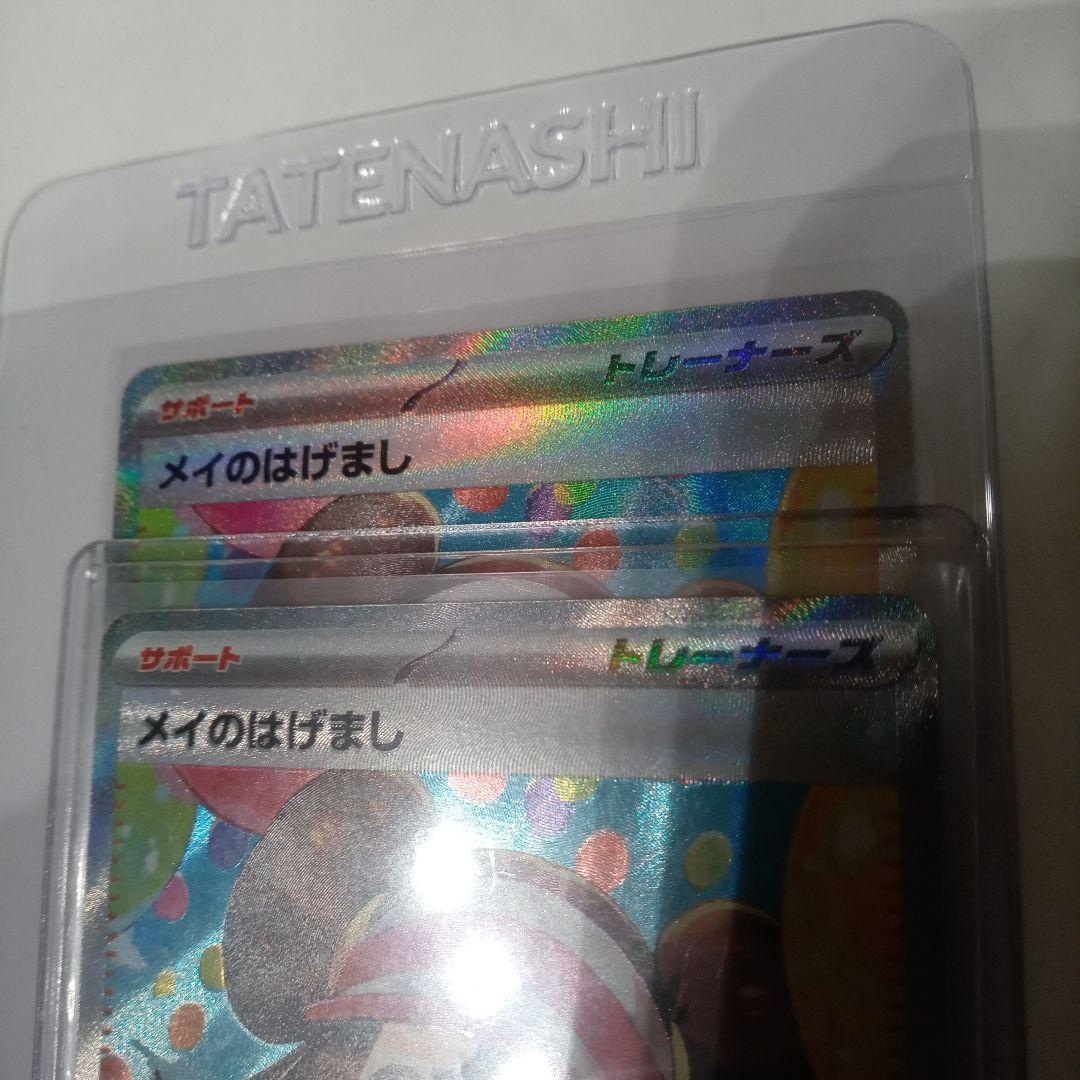 TATENASHI
サポート
トレーナーズ
メイのはげまし
サポート
トレーナーズ
メイのはげまし